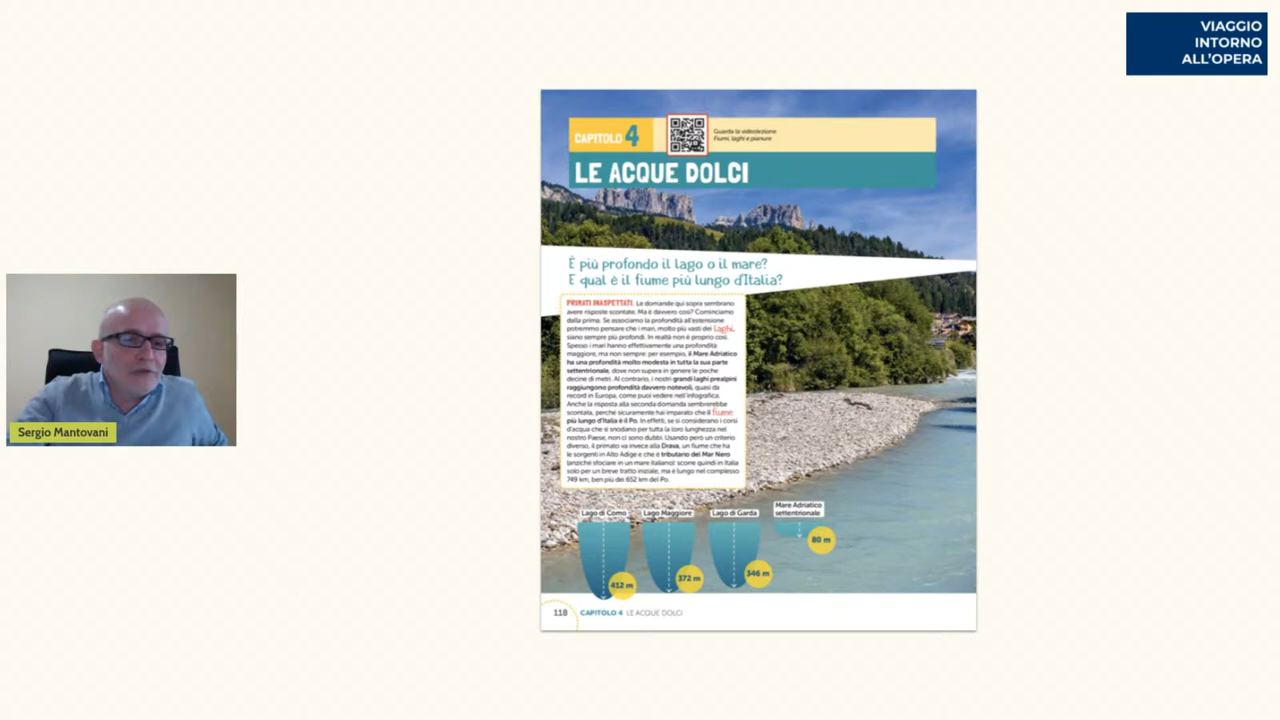 VIAGGIO
INTORNO
ALL'OPERA
CAPITOLO 4
Guarda la videolezione
Fiumi, laghi e pianure
LE ACQUE DOLCI
È più profondo il lago o il mare?
E qual è il fiume più lungo d'Italia?
PRIMATI INASPETTATI. Le domande qui sopra sembrano
avere risposte scontate. Ma è davvero così? Cominciamo
dalla prima. Se associamo la profondità all'estensione
potremmo pensare che i mari, molto più vasti dei laghi,
siano sempre più profondi. In realtà non è proprio così.
Spesso i mari hanno effettivamente una profondità
maggiore, ma non sempre: per esempio, il Mare Adriatico
ha una profondità molto modesta in tutta la sua parte
settentrionale, dove non supera in genere le poche
decine di metri. Al contrario, i nostri grandi laghi prealpini
raggiungono profondità davvero notevoli, quasi da
record in Europa, come puoi vedere nell'infografica.
Anche la risposta alla seconda domanda sembrerebbe
scontata, perché sicuramente hai imparato che il fiume
più lungo d'Italia è il Po. In effetti, se si considerano i corsi
d'acqua che si snodano per tutta la loro lunghezza nel
nostro Paese, non ci sono dubbi. Usando però un criterio
diverso, il primato va invece alla Drava, un fiume che ha
le sorgenti in Alto Adige e che è tributario del Mar Nero
(anziché sfociare in un mare italiano): scorre quindi in Italia
solo per un breve tratto iniziale, ma è lungo nel complesso
749 km, ben più dei 652 km del Po.
Lago di Como
Lago Maggiore
Lago di Garda
Mare Adriatico
settentrionale
412 m
372 m
346 m
80 m
118 CAPITOLO 4 LE ACQUE DOLCI
Sergio Mantovani